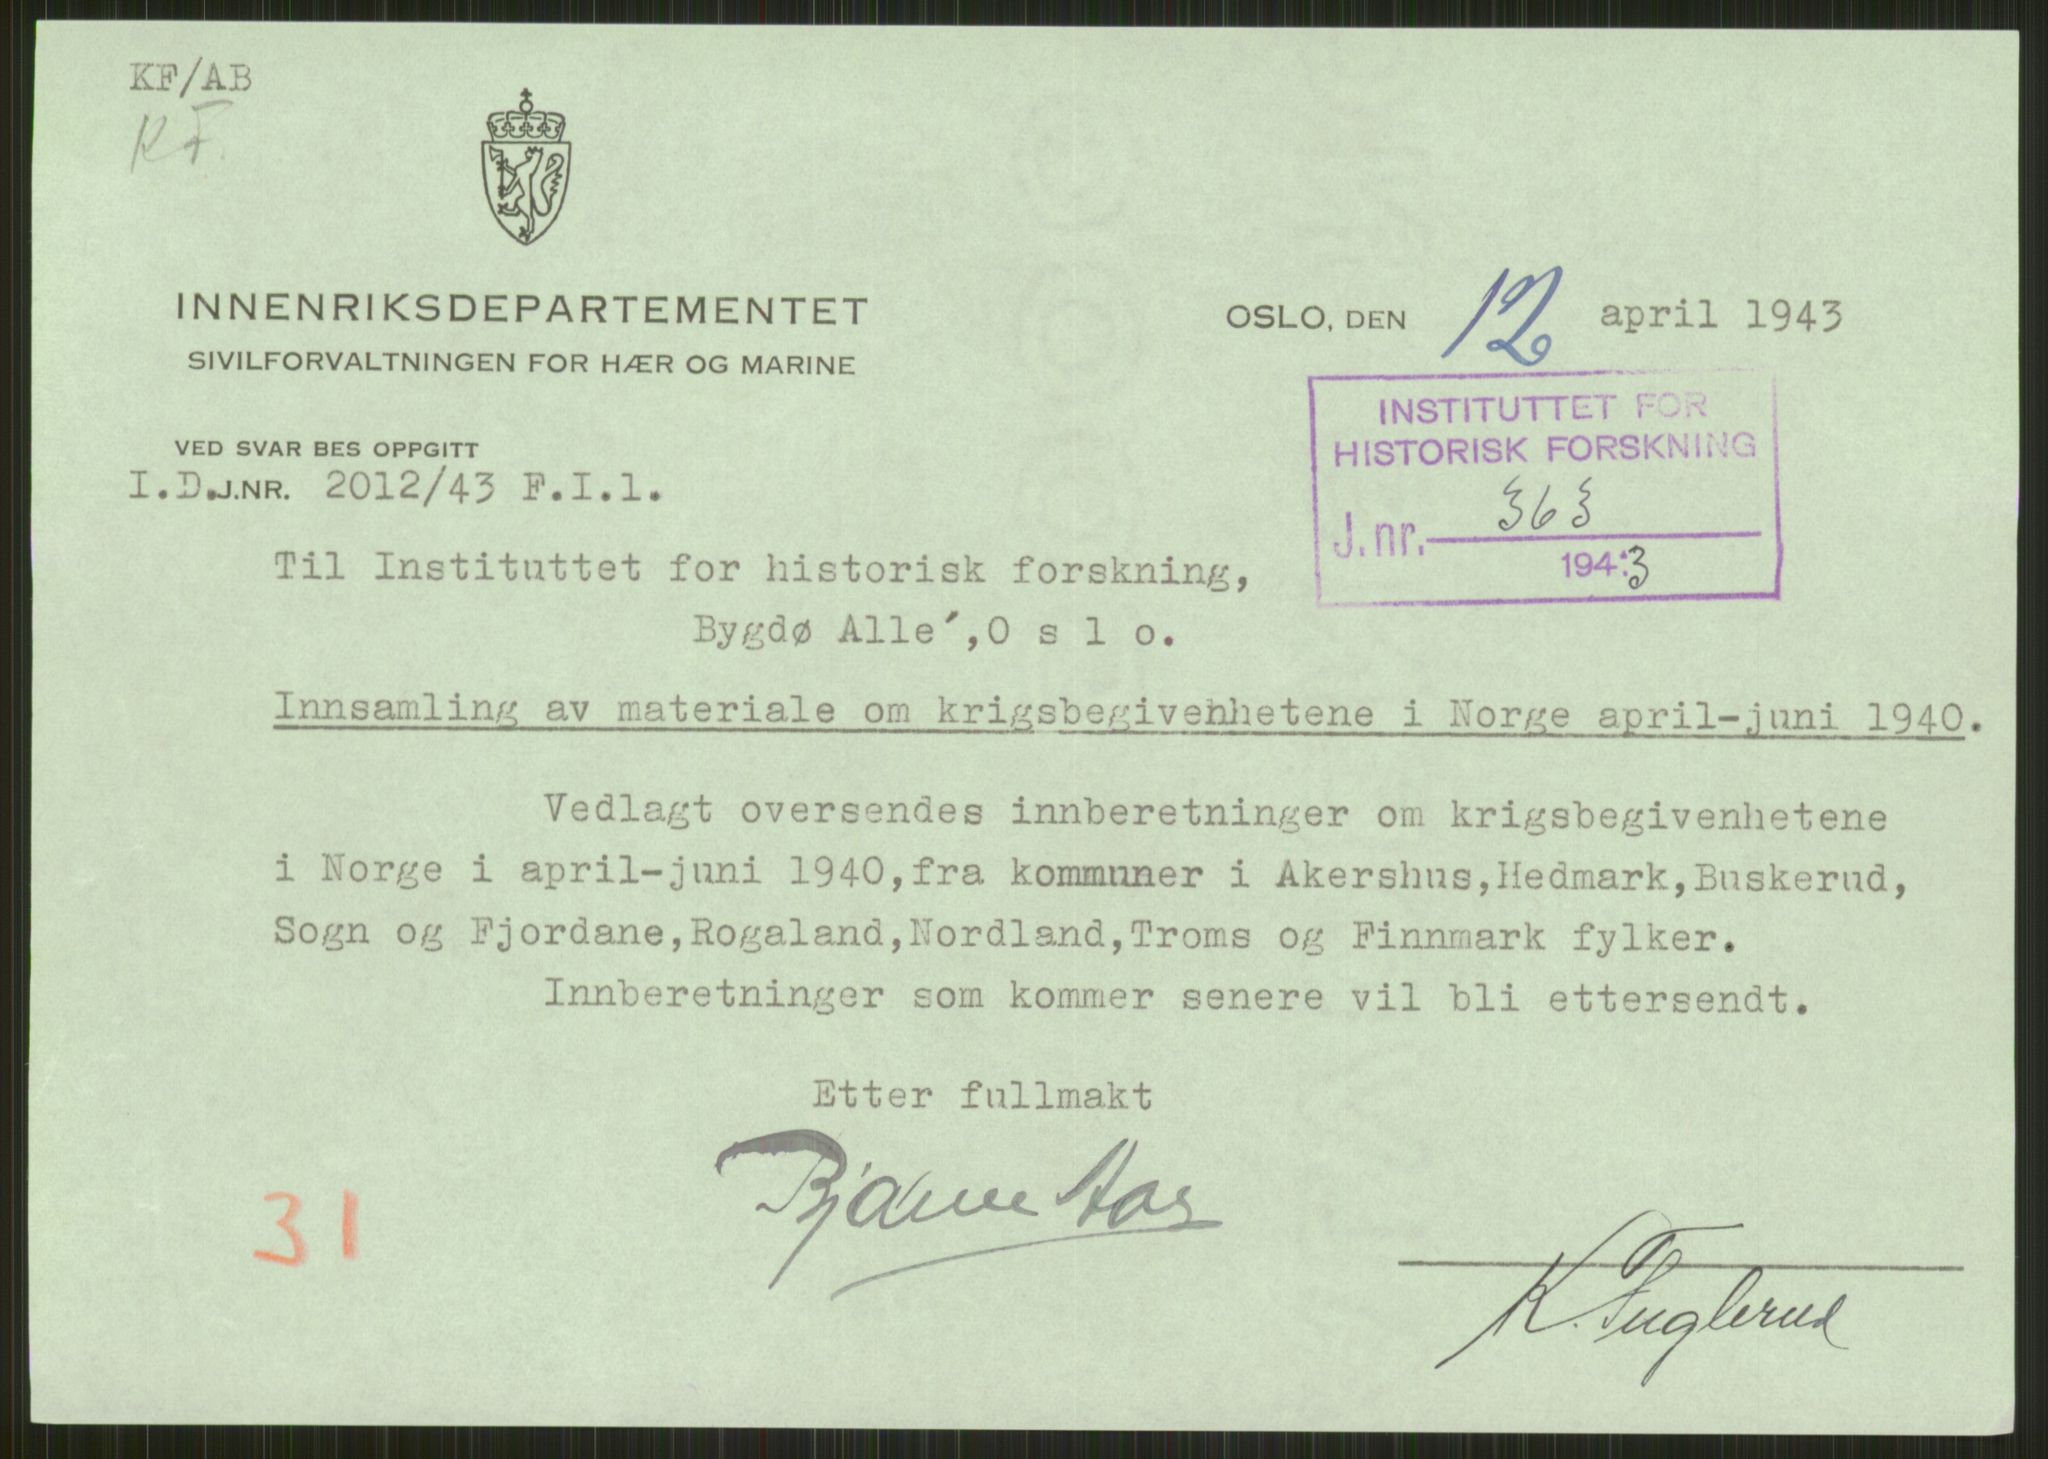 KF/AB
KF.
INNENRIKSDEPARTEMENTET
SIVILFORVALTNINGEN FOR HÆR OG MARINE
OSLO, DEN 12 april 1943
INSTITUTTET FOR
HISTORISK FORSKNING
J. nr. 363
1943
VED SVAR BES OPPGITT
I.D.J.NR. 2012/43 F.I.1.
Til Instituttet for historisk forskning,
Bygdø Alle´,O s l o.
Innsamling av materiale om krigsbegivenhetene i Norge april-juni 1940.
Vedlagt oversendes innberetninger om krigsbegivenhetene
i Norge i april-juni 1940,fra kommuner i Akershus,Hedmark,Buskerud,
Sogn og Fjordane,Rogaland,Nordland,Troms og Finnmark fylker.
Innberetninger som kommer senere vil bli ettersendt.
Etter fullmakt
Bjarne Aas
31
K. Fuglerud